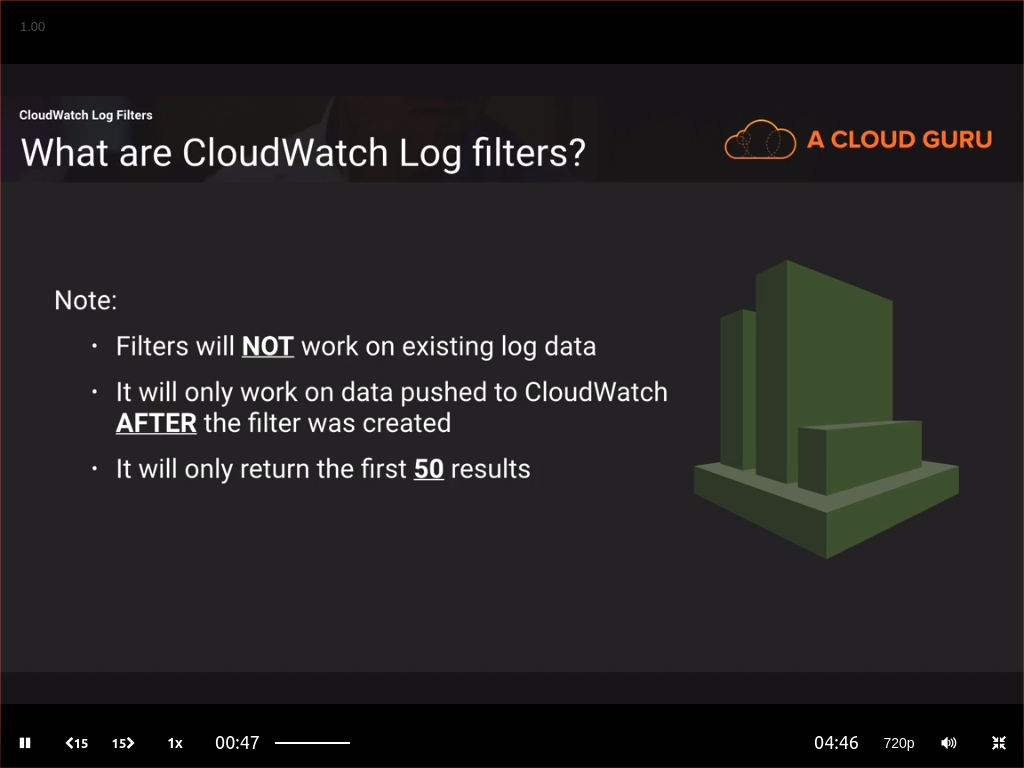 1.00
CloudWatch Log Filters
What are CloudWatch Log filters?
A CLOUD GURU
Note:
• Filters will NOT work on existing log data
• It will only work on data pushed to CloudWatch
AFTER the filter was created
• It will only return the first 50 results
15 15 1x 00:47 04:46 720p